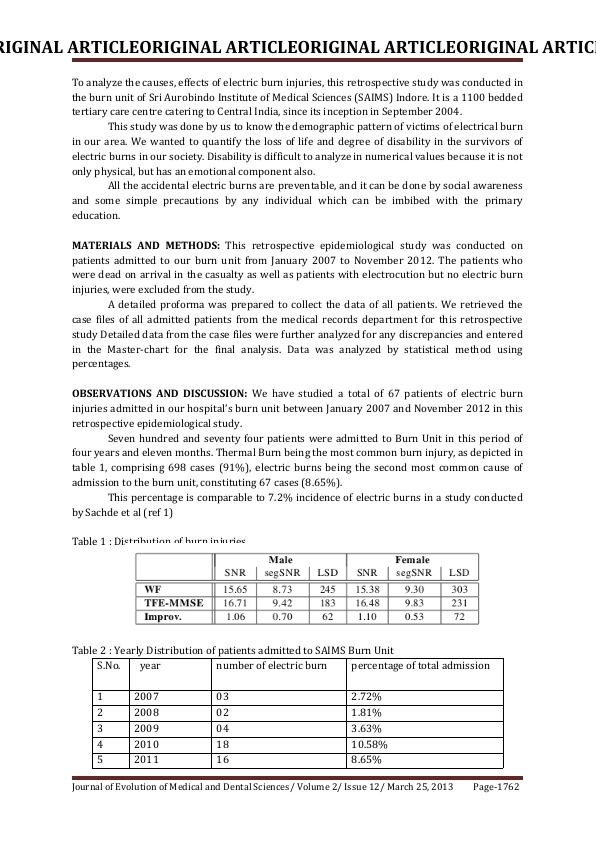 RIGINAL ARTICLEORIGINAL ARTICLEORIGINAL ARTICLEORIGINAL ARTIC
To analyze the causes, effects of electric burn injuries, this retrospective study was conducted in
the burn unit of Sri Aurobindo Institute of Medical Sciences (SAIMS) Indore. It is a 1100 bedded
tertiary care centre catering to Central India, since its inception in September 2004.
This study was done by us to know the demographic pattern of victims of electrical burn
in our area. We wanted to quantify the loss of life and degree of disability in the survivors of
electric burns in our society. Disability is difficult to analyze in numerical values because it is not
only physical, but has an emotional component also.
All the accidental electric burns are preventable, and it can be done by social awareness
and some simple precautions by any individual which can be imbibed with the primary
education.
MATERIALS AND METHODS: This retrospective epidemiological study was conducted on
patients admitted to our burn unit from January 2007 to November 2012. The patients who
were dead on arrival in the casualty as well as patients with electrocution but no electric burn
injuries, were excluded from the study.
A detailed proforma was prepared to collect the data of all patients. We retrieved the
case files of all admitted patients from the medical records department for this retrospective
study Detailed data from the case files were further analyzed for any discrepancies and entered
in the Master-chart for the final analysis. Data was analyzed by statistical method using
percentages.
OBSERVATIONS AND DISCUSSION: We have studied a total of 67 patients of electric burn
injuries admitted in our hospital's burn unit between January 2007 and November 2012 in this
retrospective epidemiological study.
Seven hundred and seventy four patients were admitted to Burn Unit in this period of
four years and eleven months. Thermal Burn being the most common burn injury, as depicted in
table 1, comprising 698 cases (91%), electric burns being the second most common cause of
admission to the burn unit, constituting 67 cases (8.65%).
This percentage is comparable to 7.2% incidence of electric burns in a study conducted
by Sachde et al (ref 1)
Table 1 : Distribution of burn injuries
Male Female
SNR segSNR LSD SNR segSNR LSD
WF 15.65 8.73 245 15.38 9.30 303
TFE-MMSE 16.71 9.42 183 16.48 9.83 231
Improv. 1.06 0.70 62 1.10 0.53 72
Table 2 : Yearly Distribution of patients admitted to SAIMS Burn Unit
S.No. year number of electric burn percentage of total admission
1 2007 03 2.72%
2 2008 02 1.81%
3 2009 04 3.63%
4 2010 18 10.58%
5 2011 16 8.65%
Journal of Evolution of Medical and Dental Sciences/ Volume 2/ Issue 12/ March 25, 2013 Page-1762